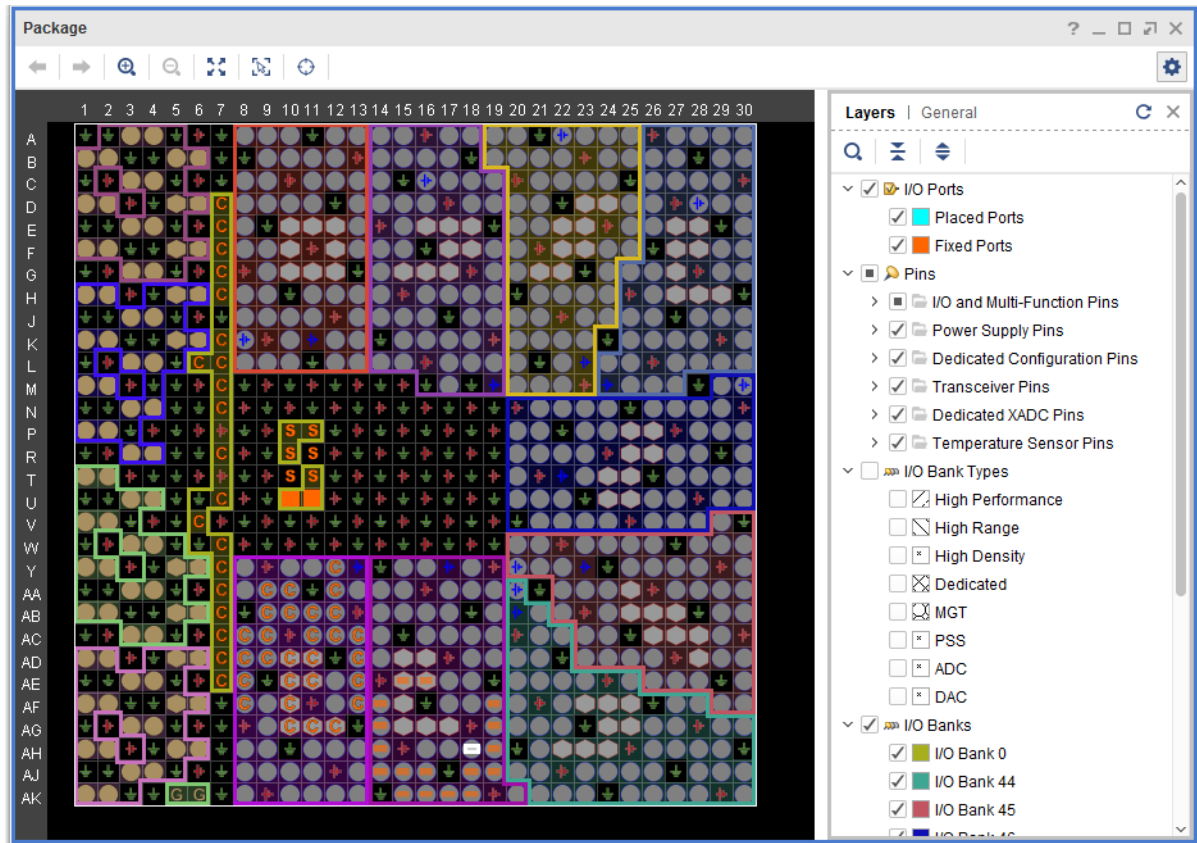 Package
?
Layers | General
1 2 3 4 5 6 7 8 9 10 11 12 13 14 15 16 17 18 19 20 21 22 23 24 25 26 27 28 29 30
A
B
C
D C
E C
F C
G C
H C
J C
K C
L C
M C
N C
P S S
R S S
T S
U C
V C
W C
Y C C
AA C C C C
AB C C C C C
AC C C C C C
AD C C C C C C
AE C C C C C
AF C C C
AG C C C
AH
AJ
AK G G
I/O Ports
Placed Ports
Fixed Ports
Pins
I/O and Multi-Function Pins
Power Supply Pins
Dedicated Configuration Pins
Transceiver Pins
Dedicated XADC Pins
Temperature Sensor Pins
I/O Bank Types
High Performance
High Range
High Density
Dedicated
MGT
PSS
ADC
DAC
I/O Banks
I/O Bank 0
I/O Bank 44
I/O Bank 45